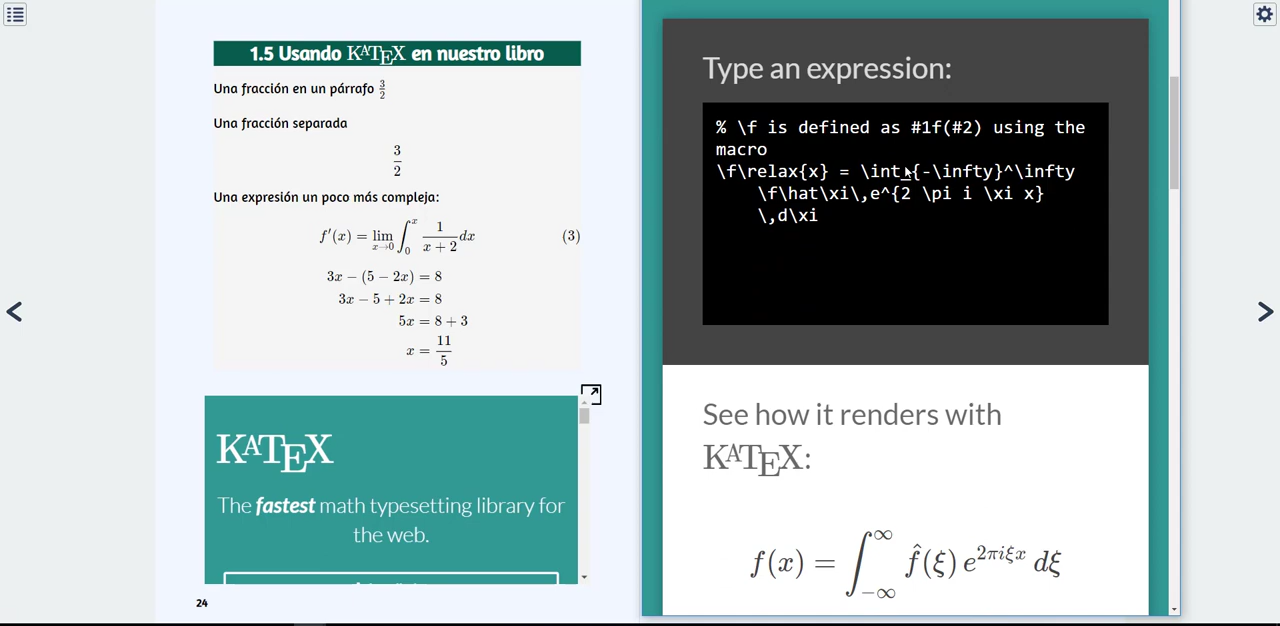 1.5 Usando KATEX en nuestro libro
Una fracción en un párrafo 3/2
Una fracción separada
3/2
Una expresión un poco más compleja:
f′(x) = lim x→0 ∫₀ˣ 1/(x + 2) dx (3)
3x − (5 − 2x) = 8
3x − 5 + 2x = 8
5x = 8 + 3
x = 11/5
KATEX
The fastest math typesetting library for
the web.
24
Type an expression:
% \f is defined as #1f(#2) using the
macro
\f\relax{x} = \int_{-\infty}^\infty
\f\hat\xi\,e^{2 \pi i \xi x}
\,d\xi
See how it renders with
KATEX:
f(x) = ∫_{−∞}^{∞} f̂(ξ) e^{2πiξx} dξ